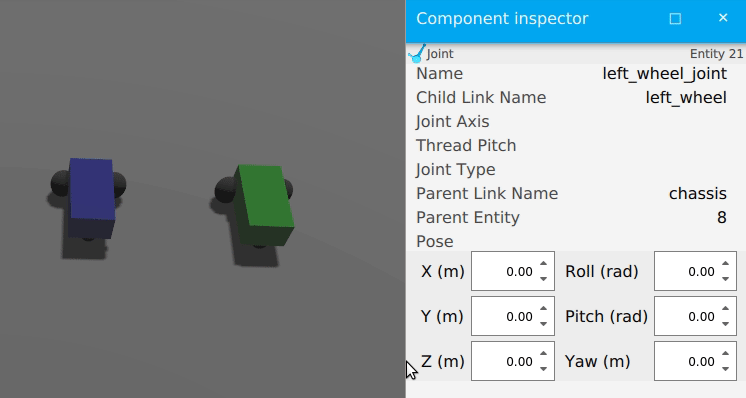 Component inspector
Joint Entity 21
Name left_wheel_joint
Child Link Name left_wheel
Joint Axis
Thread Pitch
Joint Type
Parent Link Name chassis
Parent Entity 8
Pose
X (m) 0.00 Roll (rad) 0.00
Y (m) 0.00 Pitch (rad) 0.00
Z (m) 0.00 Yaw (m) 0.00